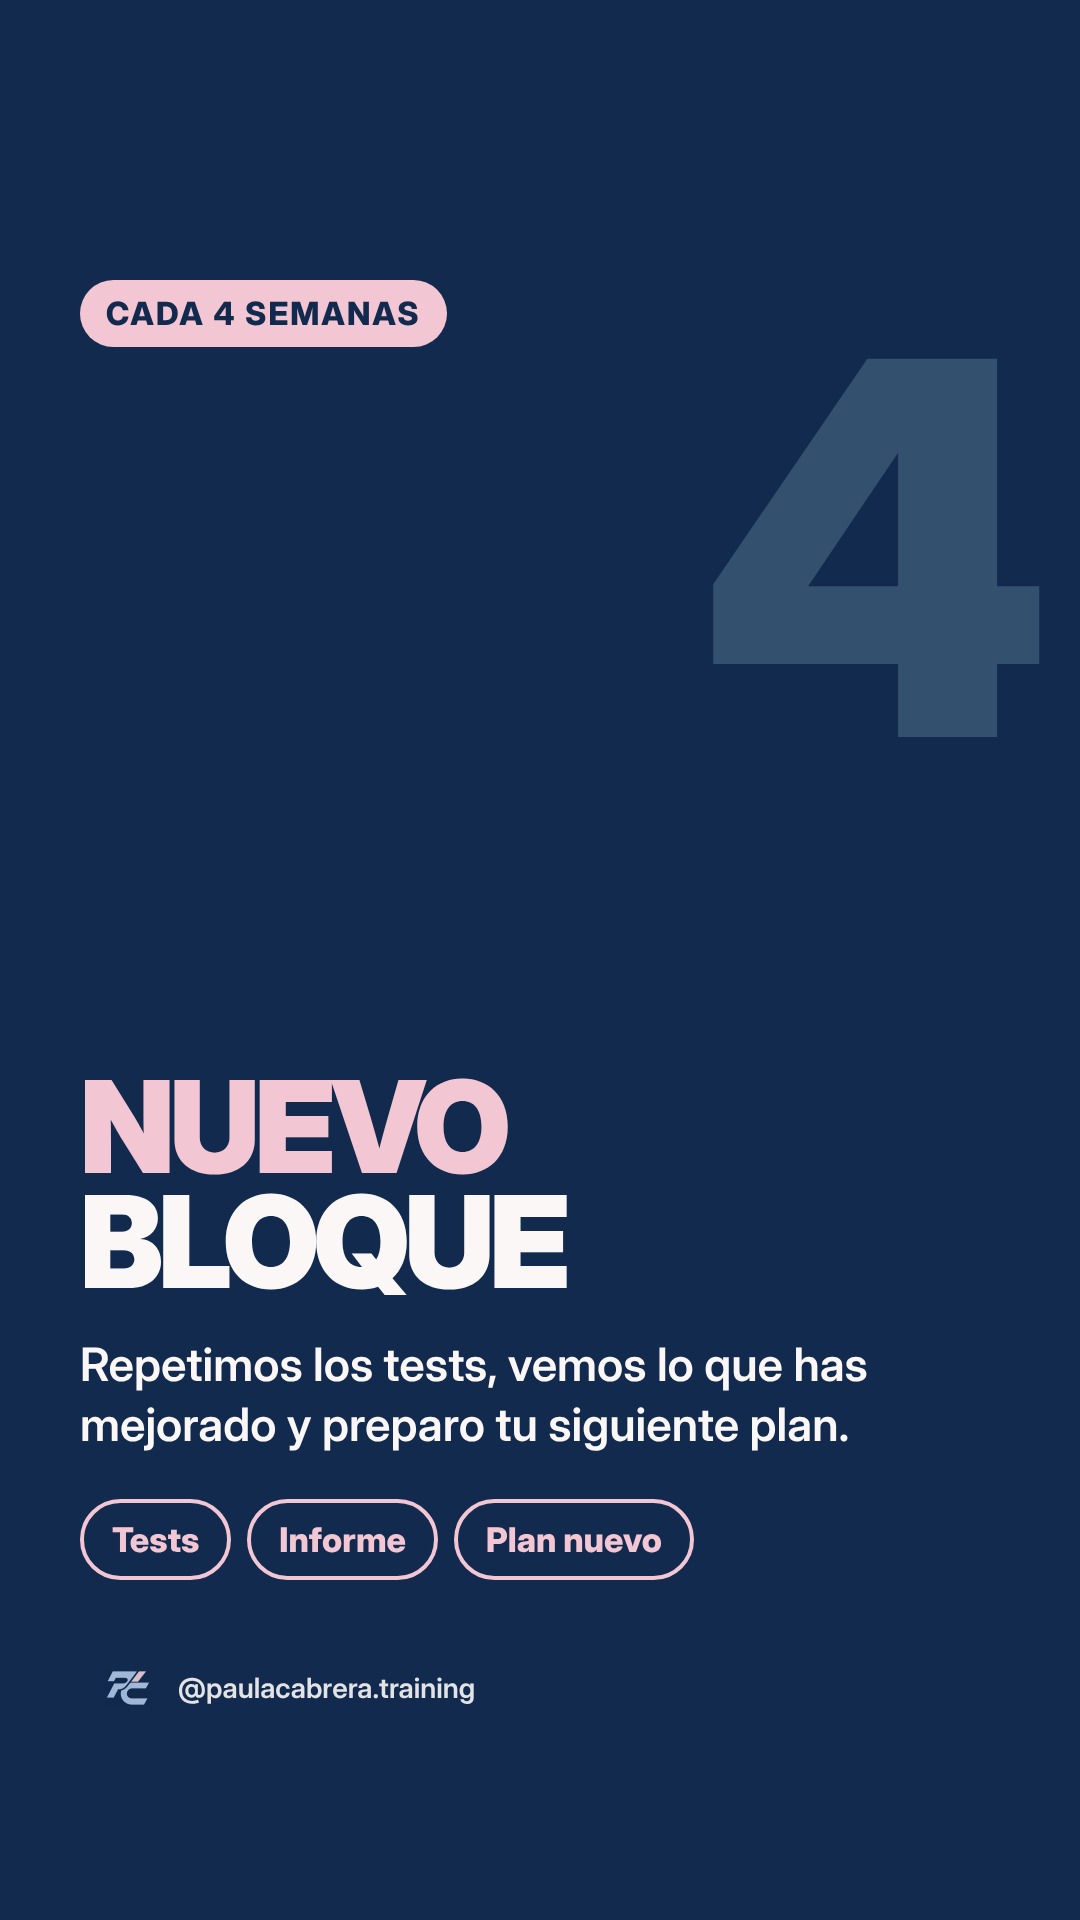 CADA 4 SEMANAS
4
NUEVO
BLOQUE
Repetimos los tests, vemos lo que has
mejorado y preparo tu siguiente plan.
Tests
Informe
Plan nuevo
PC
@paulacabrera.training